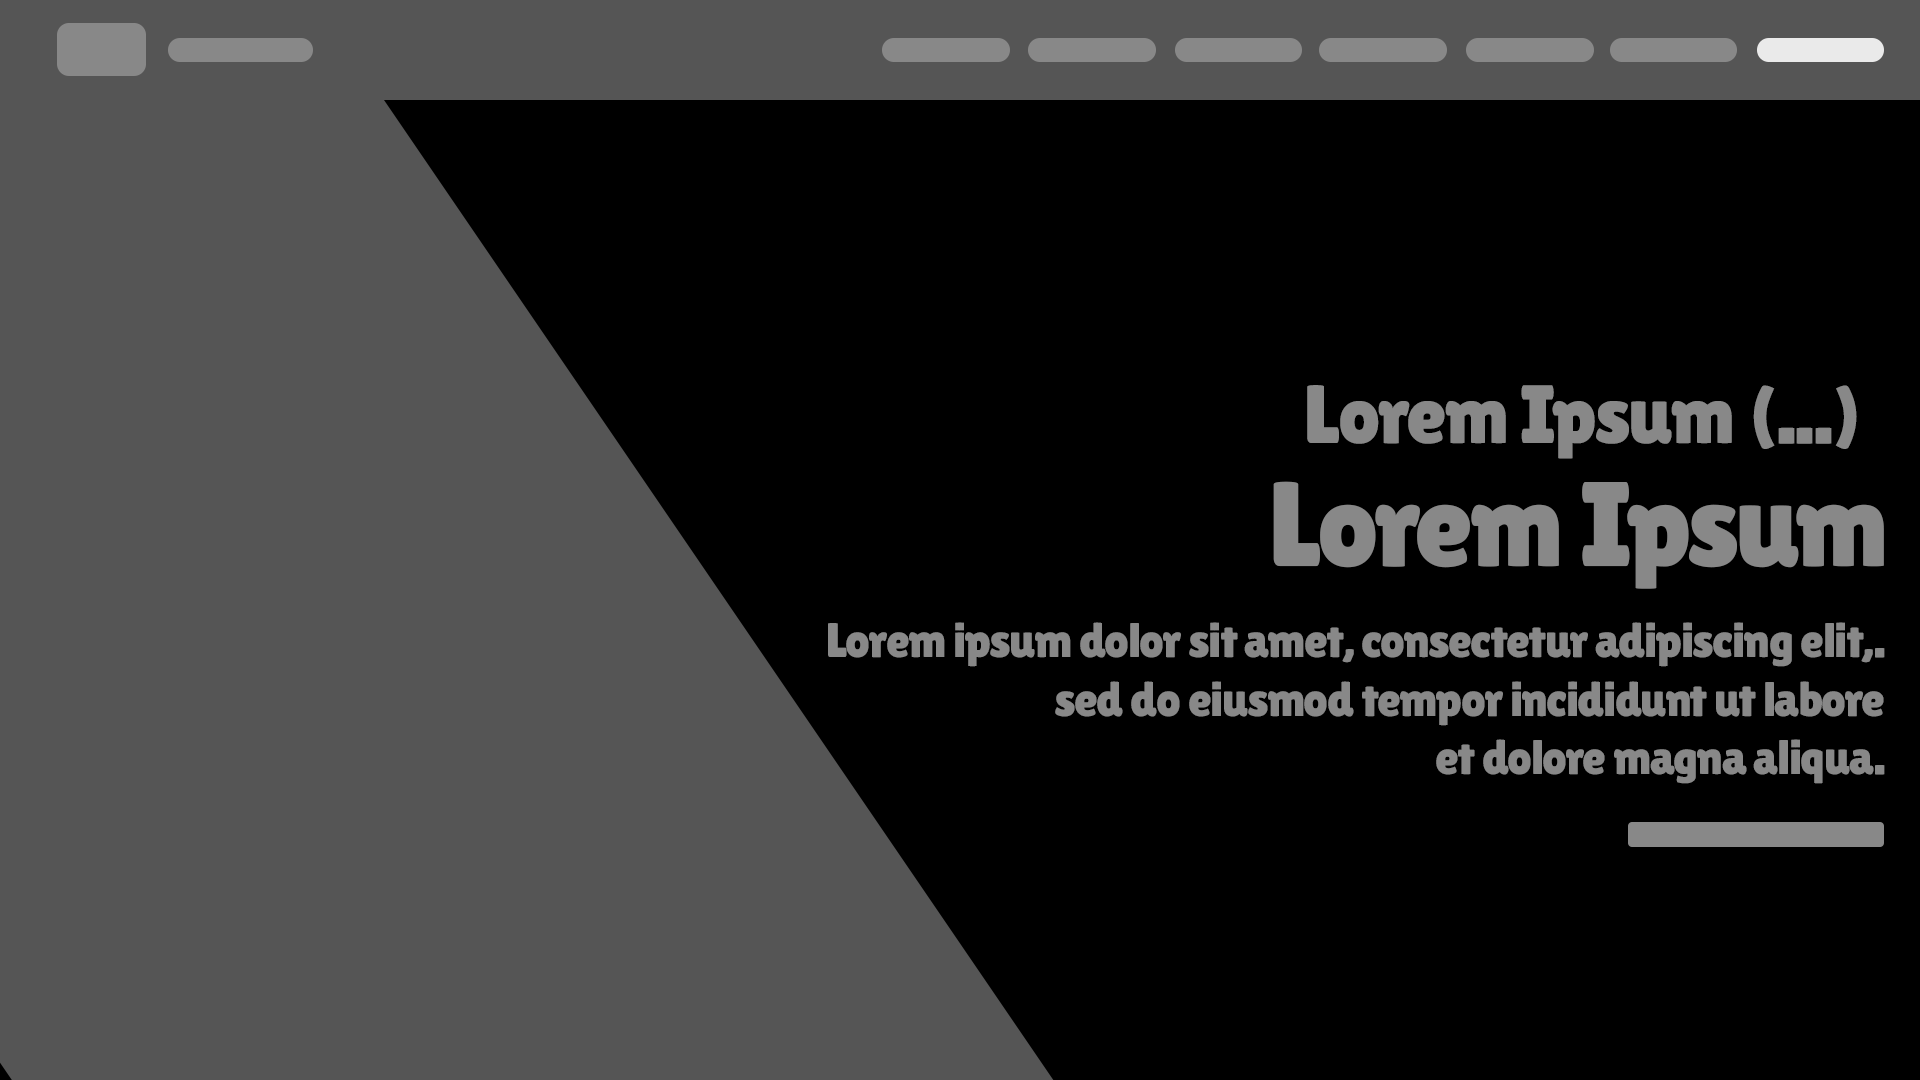 Lorem Ipsum (...)
Lorem Ipsum
Lorem ipsum dolor sit amet, consectetur adipiscing elit,.
sed do eiusmod tempor incididunt ut labore
et dolore magna aliqua.